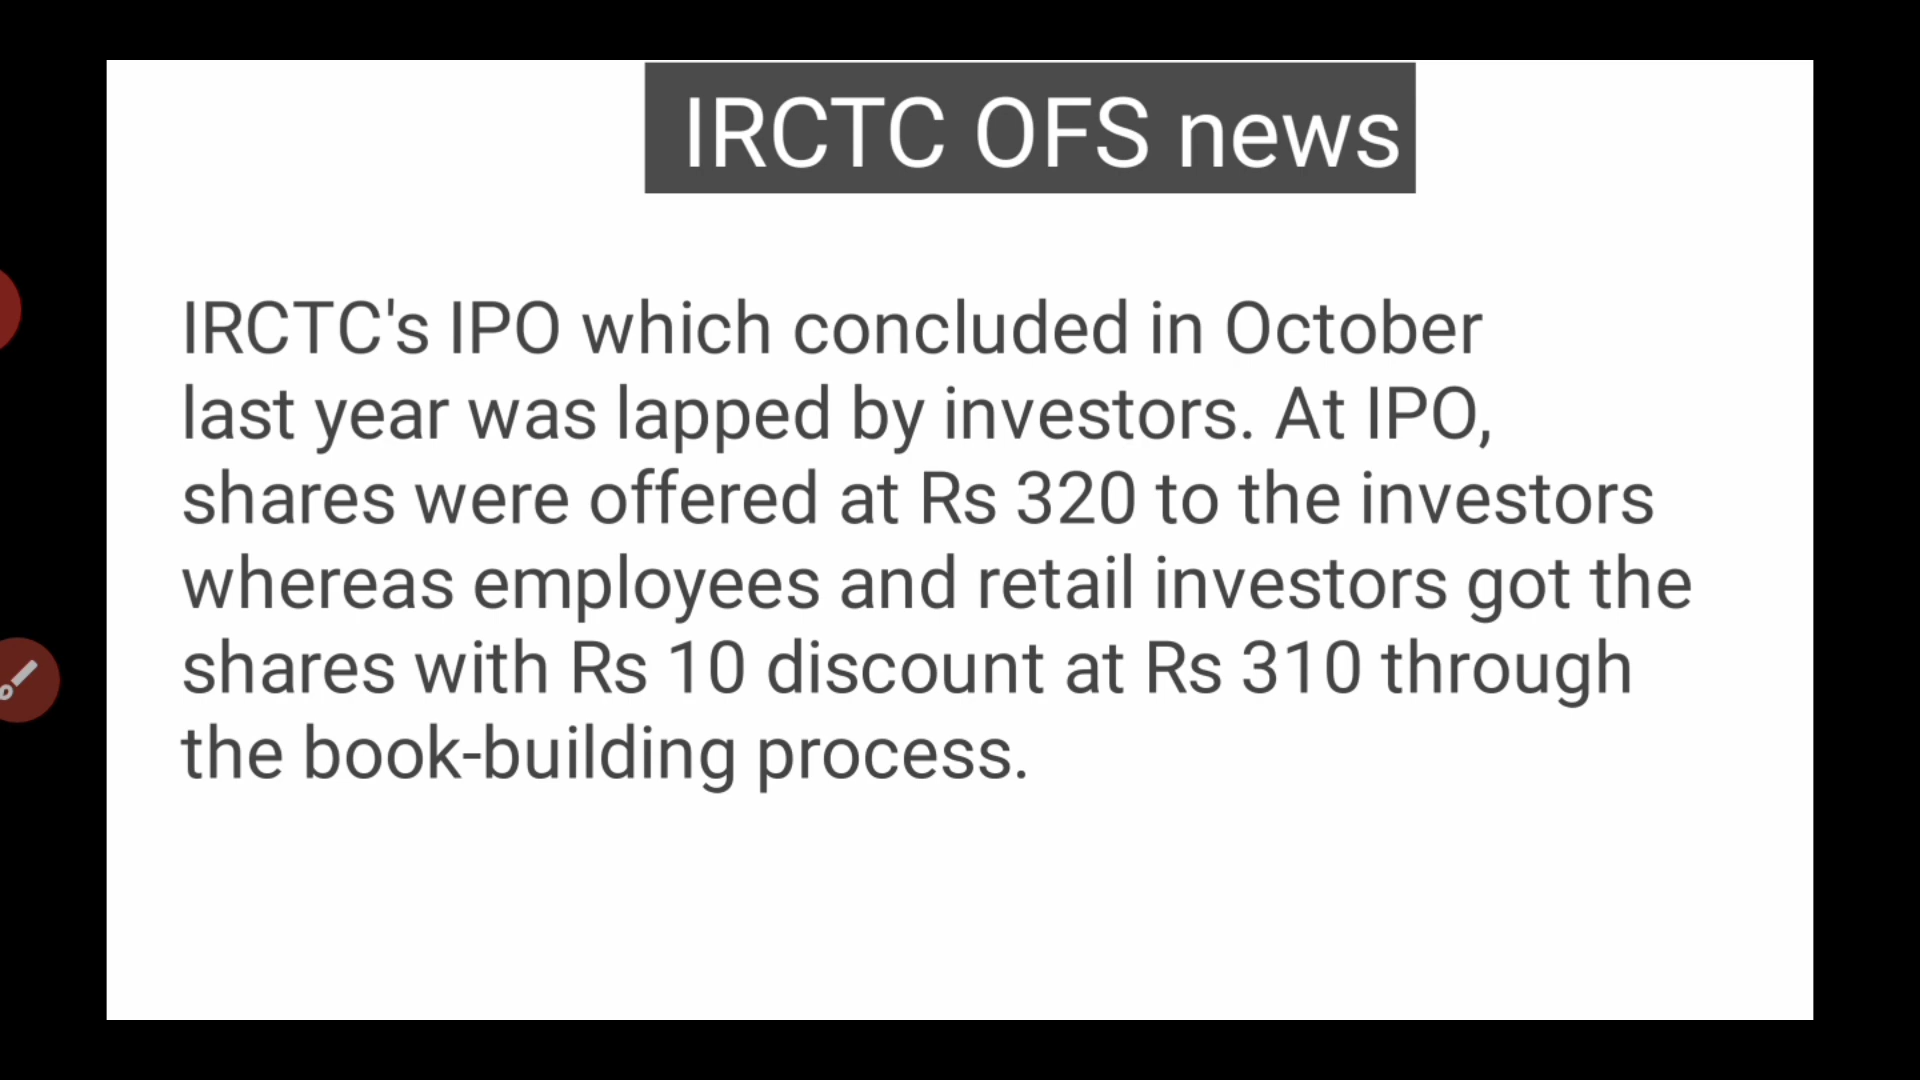 IRCTC OFS news
IRCTC's IPO which concluded in October
last year was lapped by investors. At IPO,
shares were offered at Rs 320 to the investors
whereas employees and retail investors got the
shares with Rs 10 discount at Rs 310 through
the book-building process.